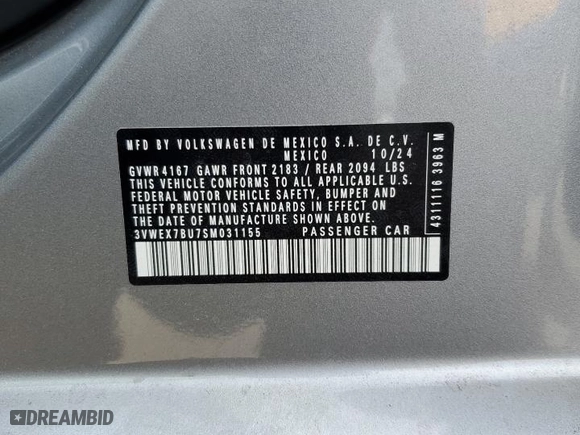 MFD BY VOLKSWAGEN DE MEXICO S.A. DE C.V.
MEXICO 10/24
GVWR 4167 GAWR FRONT 2183 / REAR 2094 LBS
THIS VEHICLE CONFORMS TO ALL APPLICABLE U.S.
FEDERAL MOTOR VEHICLE SAFETY, BUMPER AND
THEFT PREVENTION STANDARDS IN EFFECT ON
THE DATE OF MANUFACTURE SHOWN ABOVE.
3VWEX7BU7SM031155 PASSENGER CAR
43111116 3963 M
DREAMBID